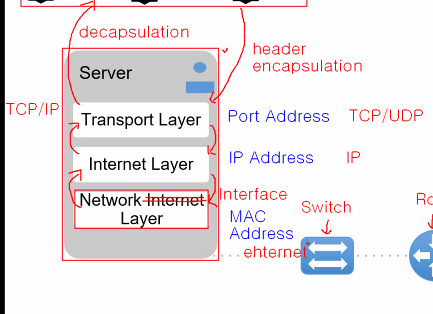 decapsulation
header
encapsulation
Server
TCP/IP
Transport Layer
Port Address
TCP/UDP
Internet Layer
IP Address
IP
Network Internet
Layer
Interface
MAC
Address
ehternet
Switch